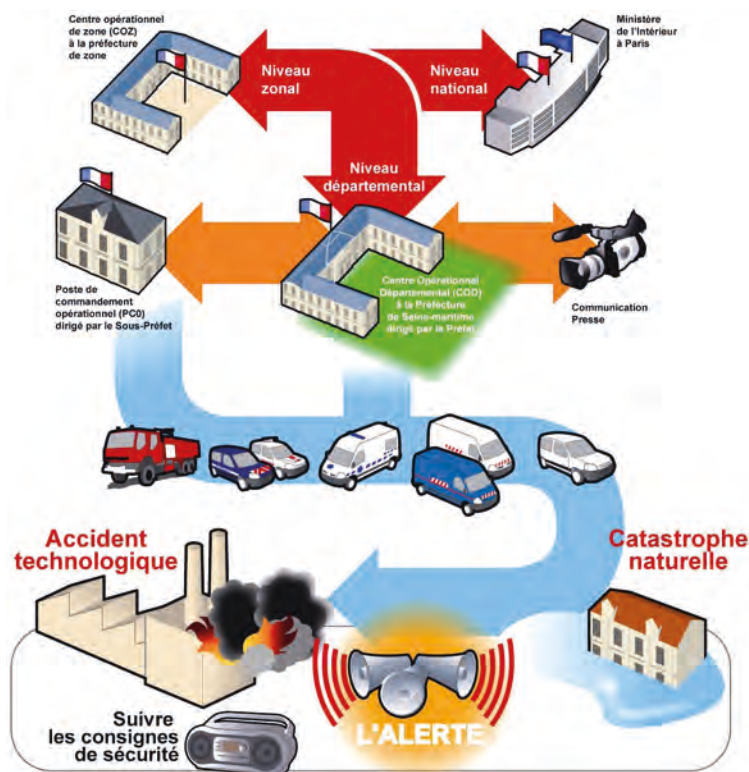 Centre opérationnel
de zone (COZ)
à la préfecture
de zone
Ministère
de l'Intérieur
à Paris
Niveau
zonal
Niveau
national
Niveau
départemental
Poste de
commandement
opérationnel (PC0)
dirigé par le Sous-Préfet
Centre Opérationnel
Départemental (COD)
à la Préfecture
de Seine-maritime
dirigé par le Préfet
Communication
Presse
Accident
technologique
Catastrophe
naturelle
Suivre
les consignes
de sécurité
L'ALERTE